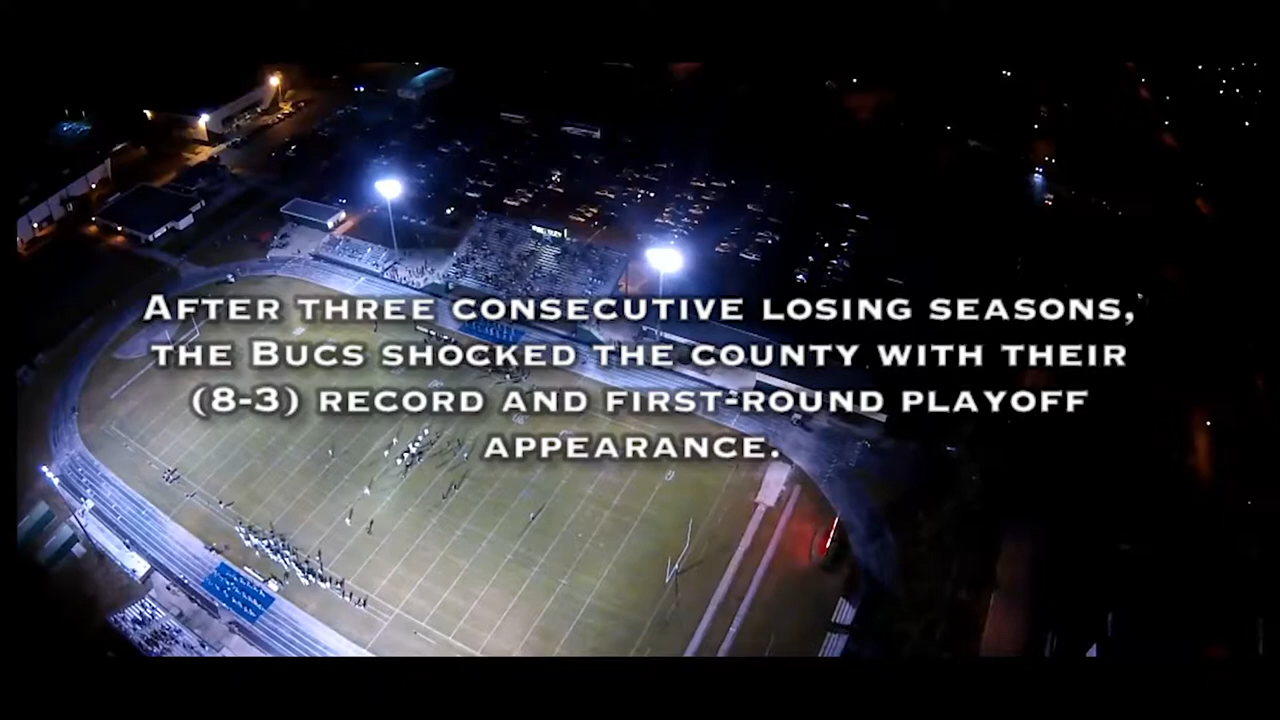 After three consecutive losing seasons,
the Bucs shocked the county with their
(8-3) record and first-round playoff
appearance.